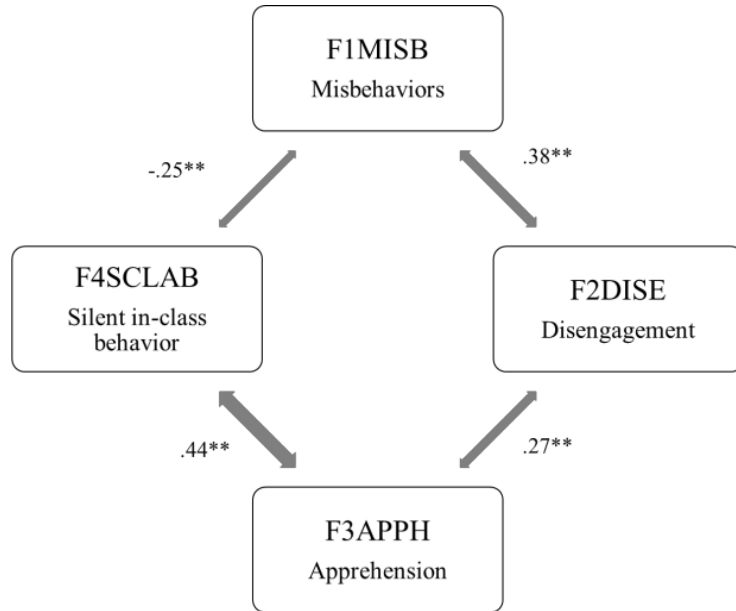 F1MISB
Misbehaviors
-.25**
.38**
F4SCLAB
Silent in-class
behavior
F2DISE
Disengagement
.44**
.27**
F3APPH
Apprehension